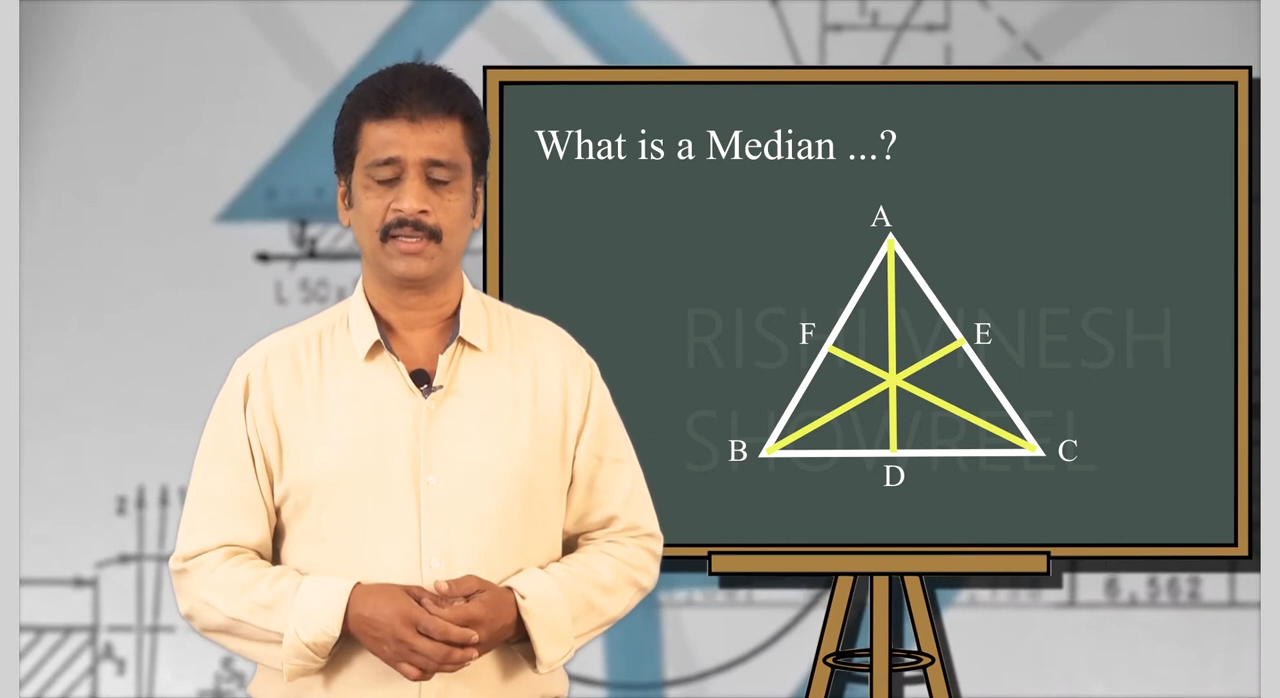 What is a Median ...?
A
F
E
B
C
D
RISHI VINESH
SHOWREEL
L 50
z
6,562